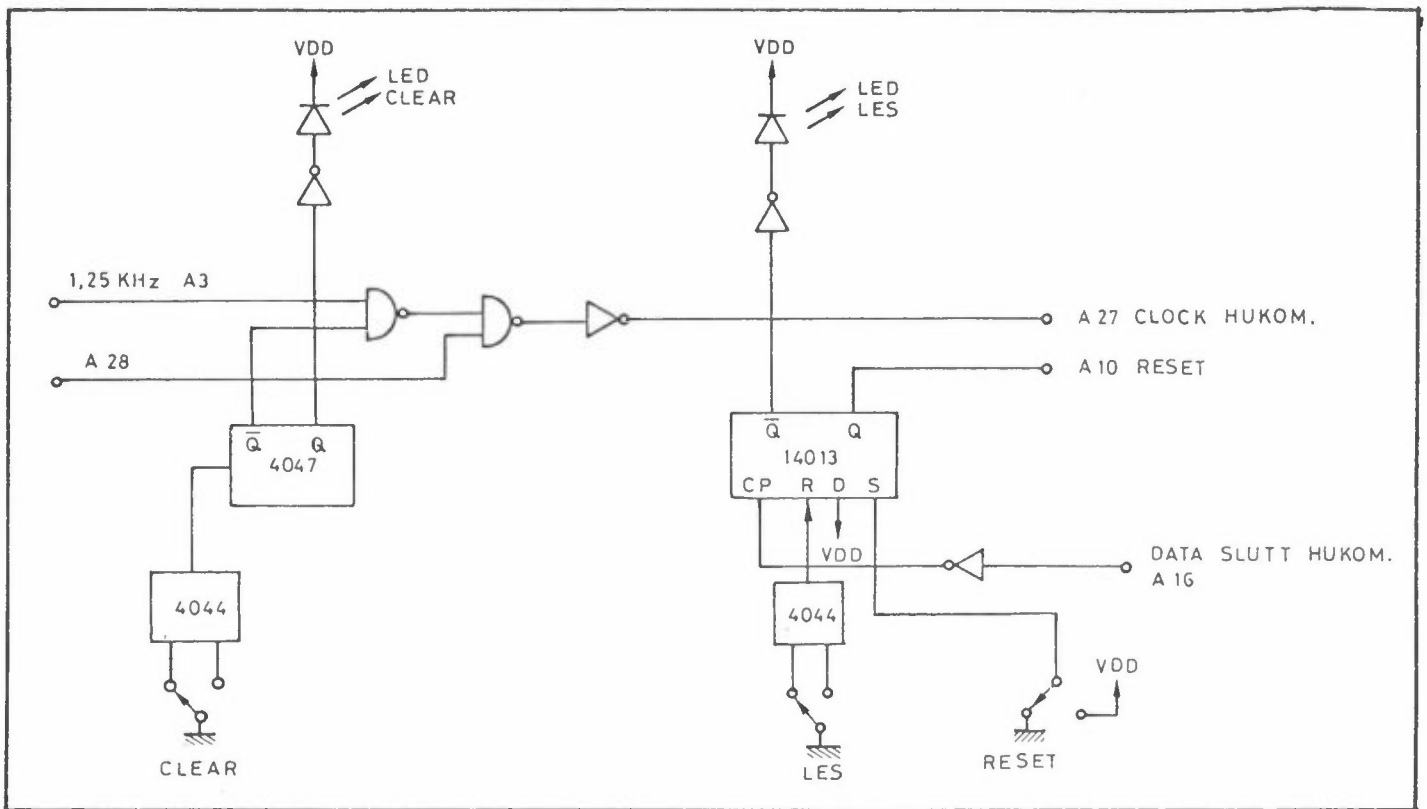 VDD
LED
CLEAR
VDD
LED
LES
1,25 KHz A3
A 28
A 27 CLOCK HUKOM.
A10 RESET
Q̅ Q
4047
Q̅ Q
14013
CP R D S
VDD
DATA SLUTT HUKOM.
A 16
4044
4044
VDD
CLEAR
LES
RESET